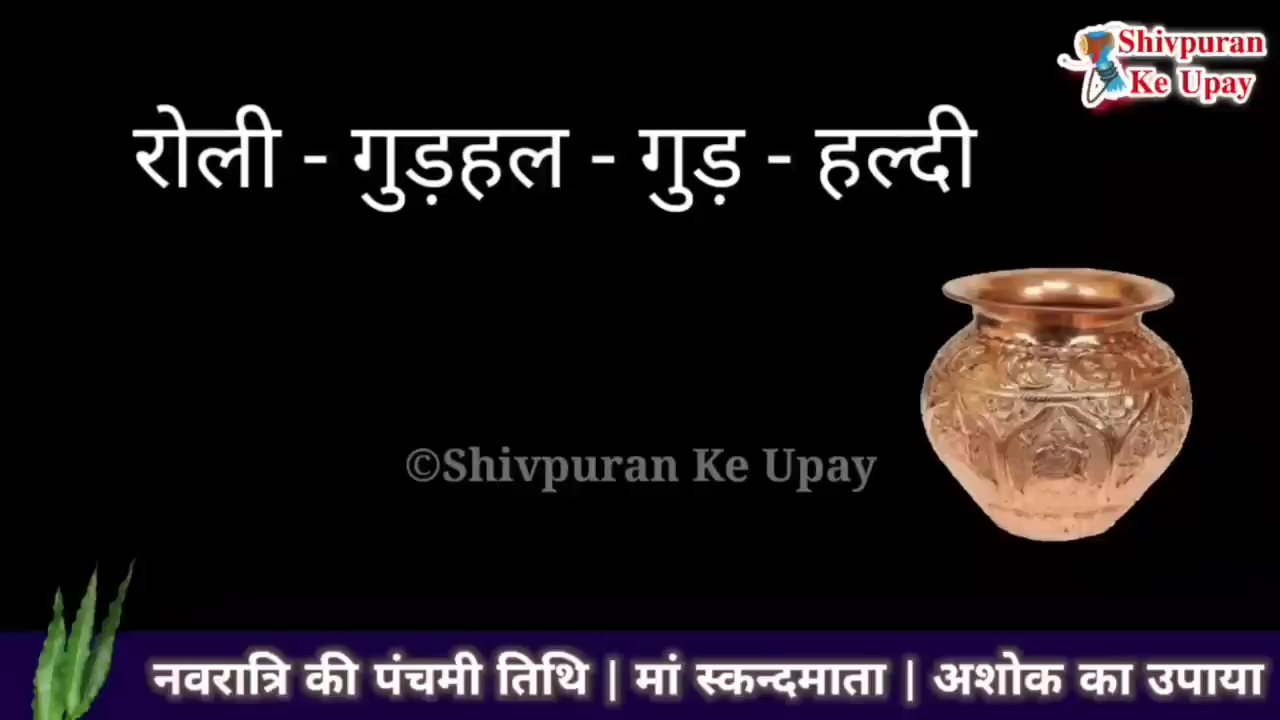 Shivpuran
Ke Upay
रोली - गुड़हल - गुड़ - हल्दी
©Shivpuran Ke Upay
नवरात्रि की पंचमी तिथि | मां स्कन्दमाता | अशोक का उपाया